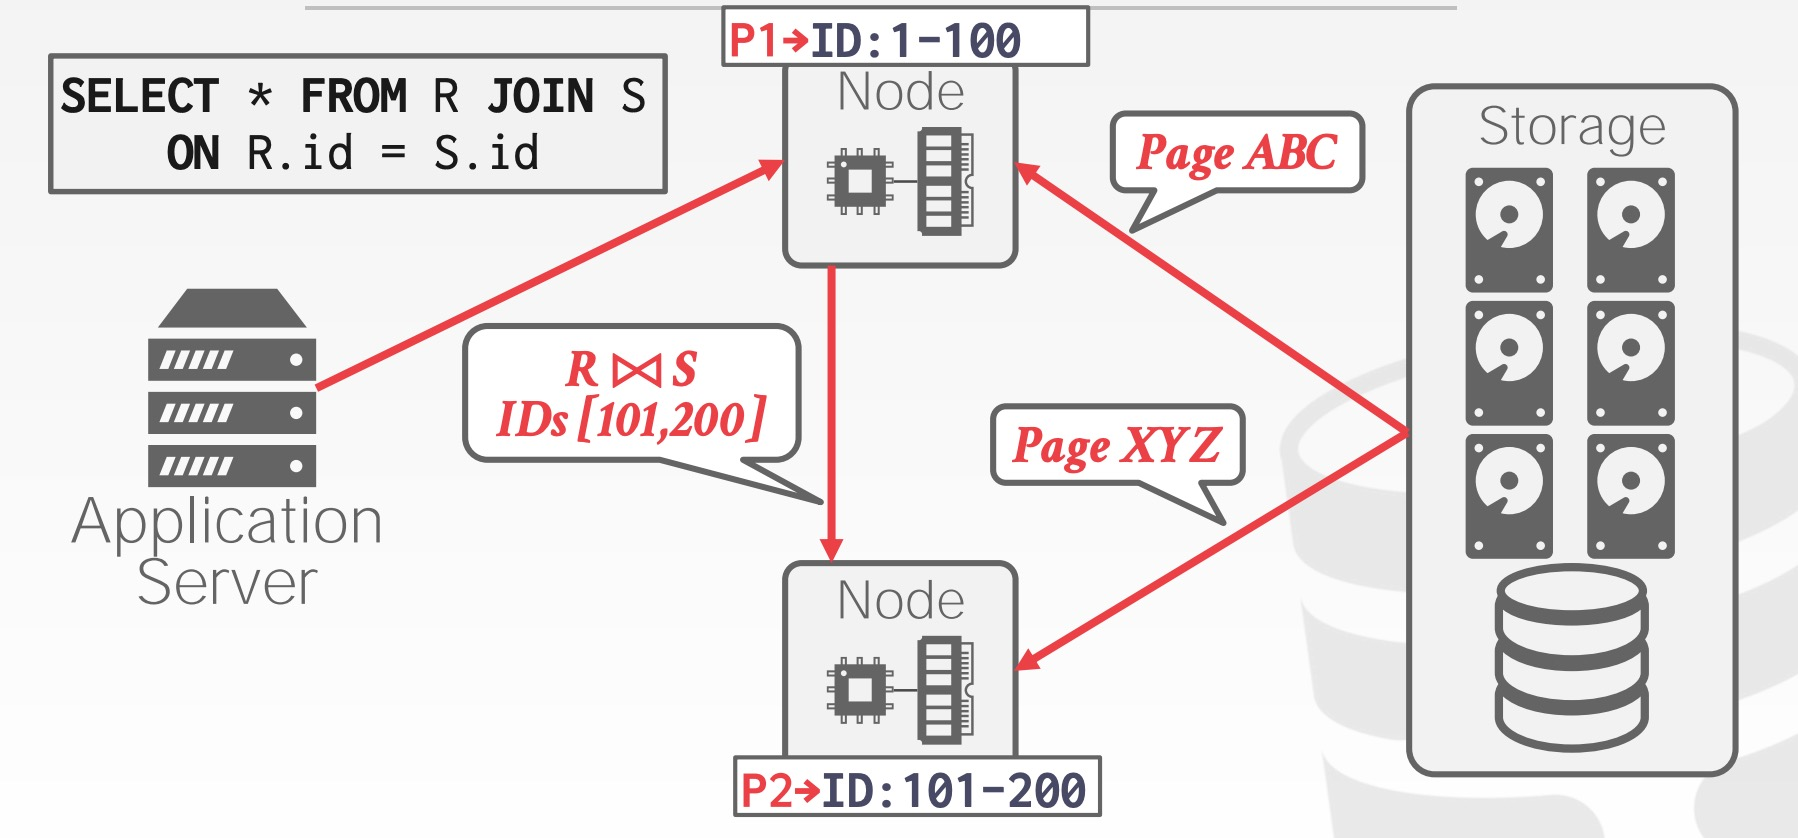 P1→ID:1-100
SELECT * FROM R JOIN S
ON R.id = S.id
Node
Page ABC
Storage
R ⋈ S
IDs [101,200]
Page XYZ
Application
Server
Node
P2→ID:101-200